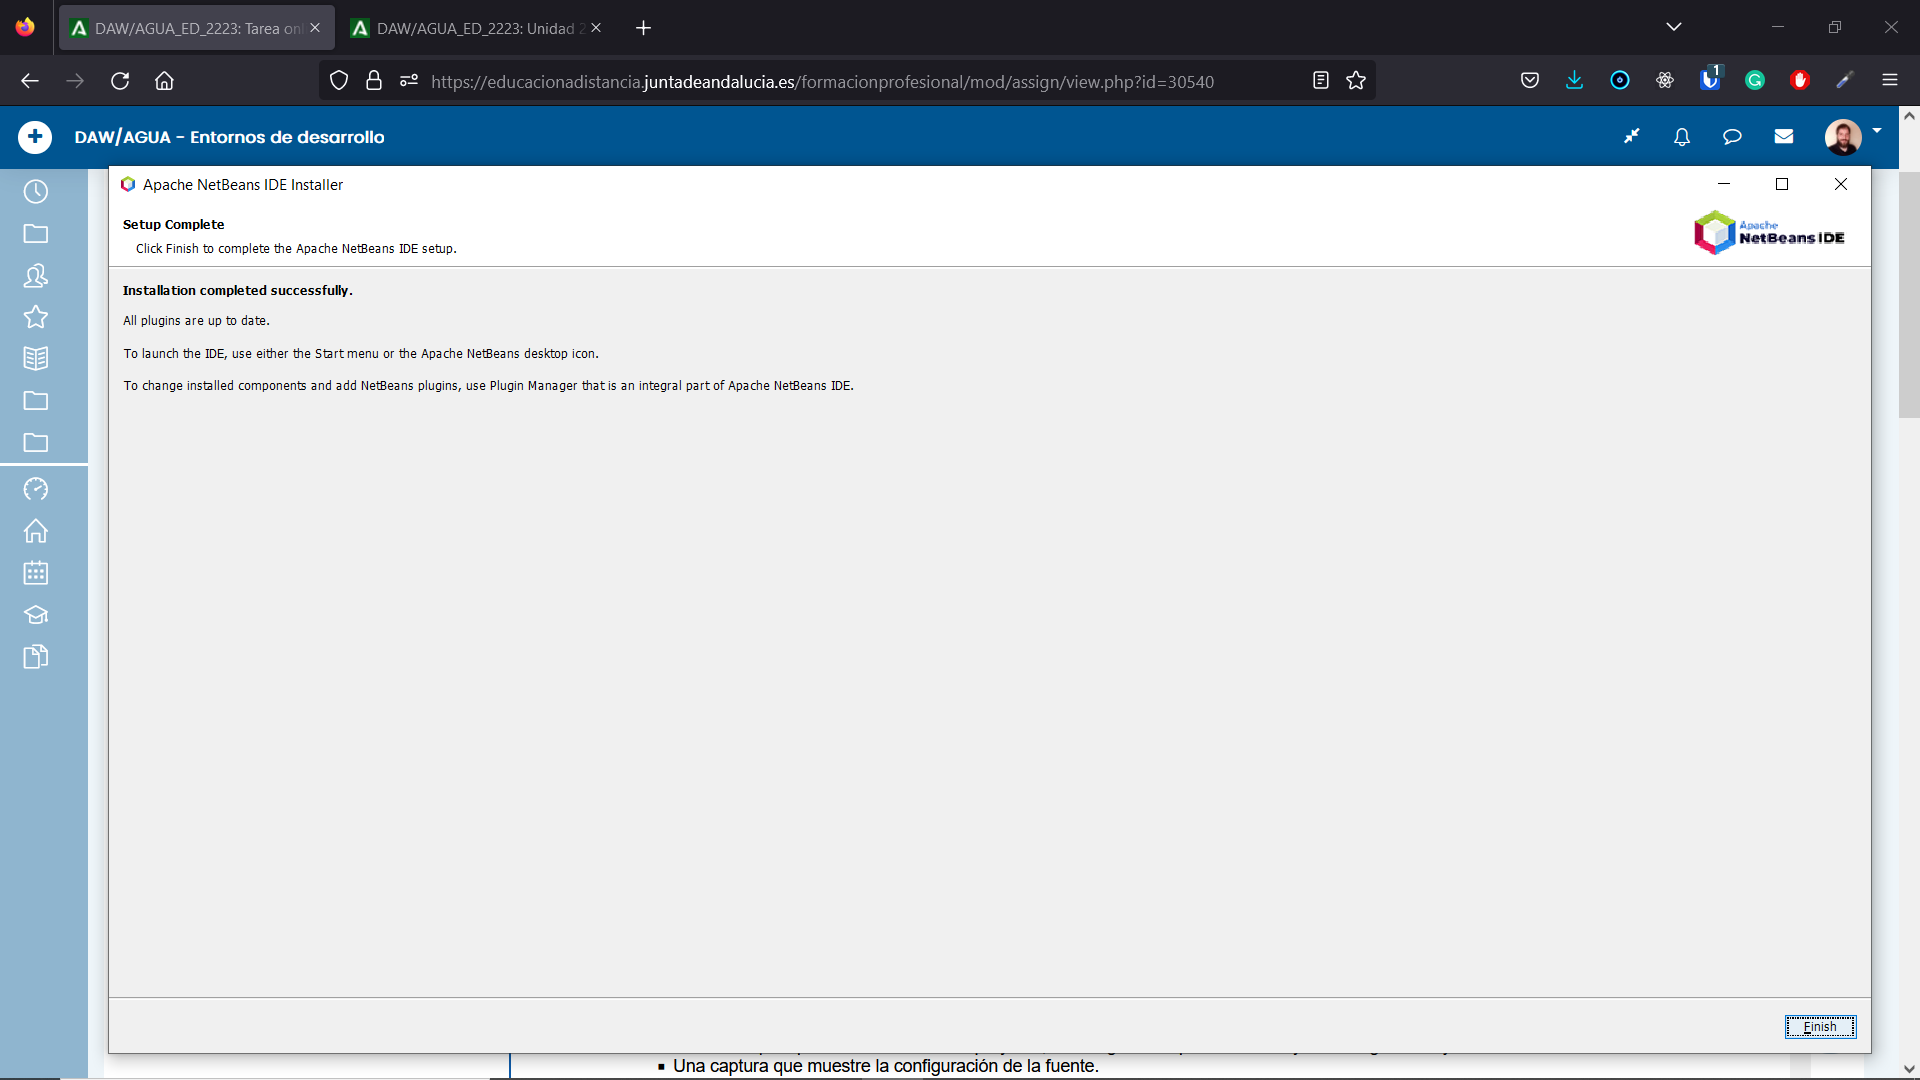 DAW/AGUA_ED_2223: Tarea onl
DAW/AGUA_ED_2223: Unidad 2
https://educacionadistancia.juntadeandalucia.es/formacionprofesional/mod/assign/view.php?id=30540
1
DAW/AGUA - Entornos de desarrollo
Apache NetBeans IDE Installer
Setup Complete
Click Finish to complete the Apache NetBeans IDE setup.
Apache
NetBeans IDE
Installation completed successfully.
All plugins are up to date.
To launch the IDE, use either the Start menu or the Apache NetBeans desktop icon.
To change installed components and add NetBeans plugins, use Plugin Manager that is an integral part of Apache NetBeans IDE.
Finish
Una captura que muestre la configuración de la fuente.